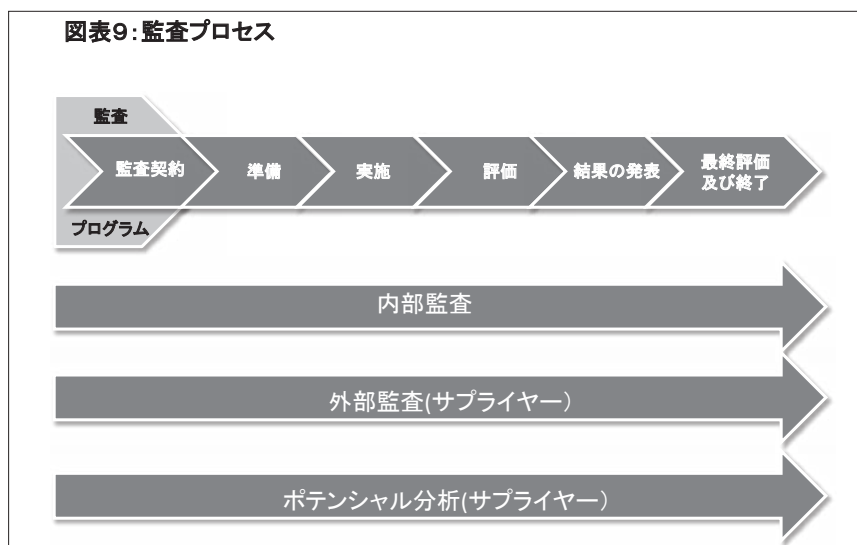 図表9:監査プロセス
監査
監査契約
準備
実施
評価
結果の発表
最終評価
及び終了
プログラム
内部監査
外部監査(サプライヤー)
ポテンシャル分析(サプライヤー)